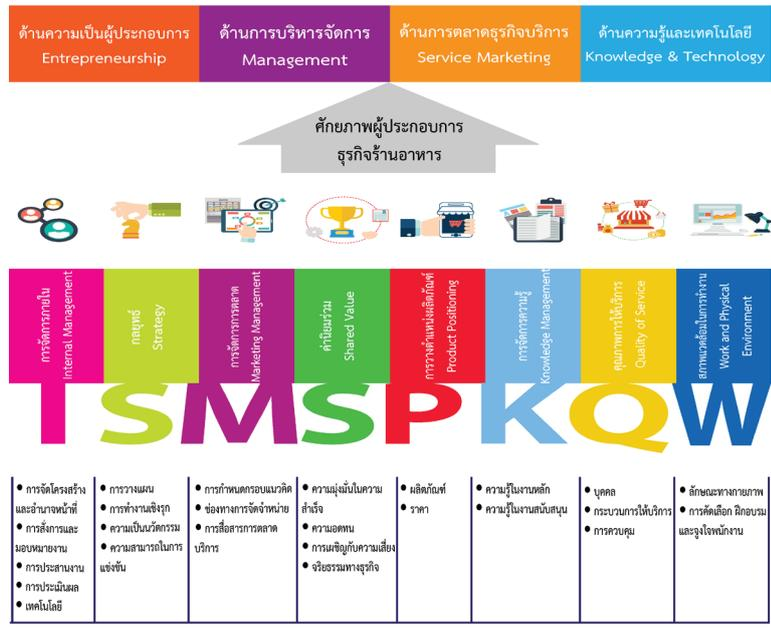 ด้านความเป็นผู้ประกอบการ
Entrepreneurship
ด้านการบริหารจัดการ
Management
ด้านการตลาดธุรกิจบริการ
Service Marketing
ด้านความรู้และเทคโนโลยี
Knowledge & Technology
ศักยภาพผู้ประกอบการ
ธุรกิจร้านอาหาร
การจัดการภายใน
Internal Management
กลยุทธ์
Strategy
การจัดการการตลาด
Marketing Management
ค่านิยมร่วม
Shared Value
การวางตำแหน่งผลิตภัณฑ์
Product Positioning
การจัดการความรู้
Knowledge Management
คุณภาพการให้บริการ
Quality of Service
สภาพแวดล้อมในการทำงาน
Work and Physical
Environment
I S M S P K Q W
• การจัดโครงสร้าง
และอำนาจหน้าที่
• การสั่งการและ
มอบหมายงาน
• การประสานงาน
• การประเมินผล
• เทคโนโลยี
• การวางแผน
• การทำงานเชิงรุก
• ความเป็นนวัตกรรม
• ความสามารถในการ
แข่งขัน
• การกำหนดกรอบแนวคิด
• ช่องทางการจัดจำหน่าย
• การสื่อสารการตลาด
บริการ
• ความมุ่งมั่นในความ
สำเร็จ
• ความอดทน
• การเผชิญกับความเสี่ยง
• จริยธรรมทางธุรกิจ
• ผลิตภัณฑ์
• ราคา
• ความรู้ในงานหลัก
• ความรู้ในงานสนับสนุน
• บุคคล
• กระบวนการให้บริการ
• การควบคุม
• ลักษณะทางกายภาพ
• การคัดเลือก ฝึกอบรม
และจูงใจพนักงาน